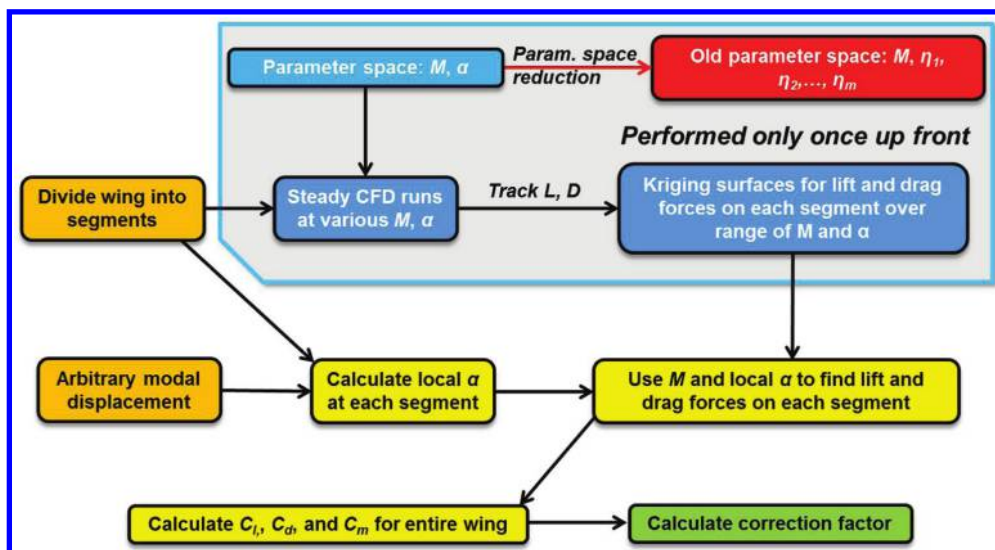 Parameter space: M, α
Param. space
reduction
Old parameter space: M, η₁,
η₂,..., ηₘ
Performed only once up front
Divide wing into
segments
Steady CFD runs
at various M, α
Track L, D
Kriging surfaces for lift and drag
forces on each segment over
range of M and α
Arbitrary modal
displacement
Calculate local α
at each segment
Use M and local α to find lift and
drag forces on each segment
Calculate Cₗ,, C_d, and Cₘ for entire wing
Calculate correction factor